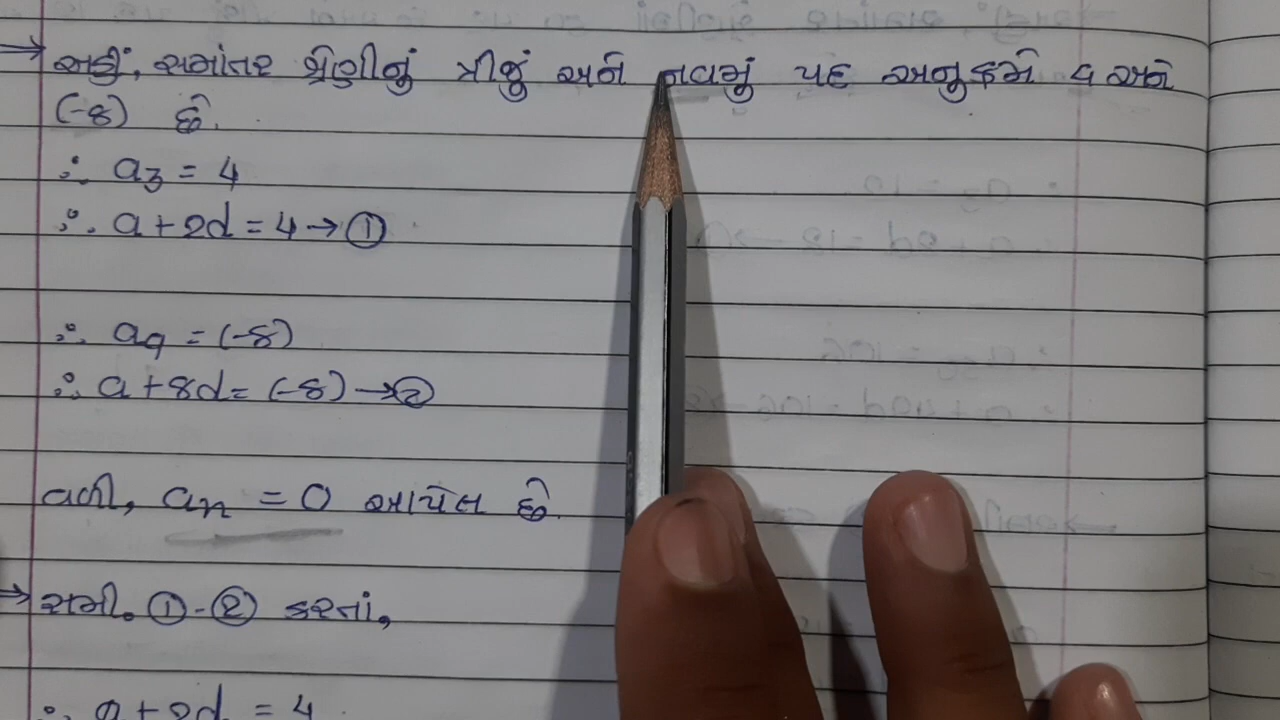 ⇒ અહીં, સમાંતર શ્રેણીનું ત્રીજું અને નવમું પદ અનુક્રમે 4 અને
(-8) છે.
∴ a₃ = 4
∴ a + 2d = 4 → ①
∴ a₉ = (-8)
∴ a + 8d = (-8) → ②
વળી, aₙ = 0 આપેલ છે.
⇒ સમી. ① - ② કરતાં,
∴ a + 2d = 4